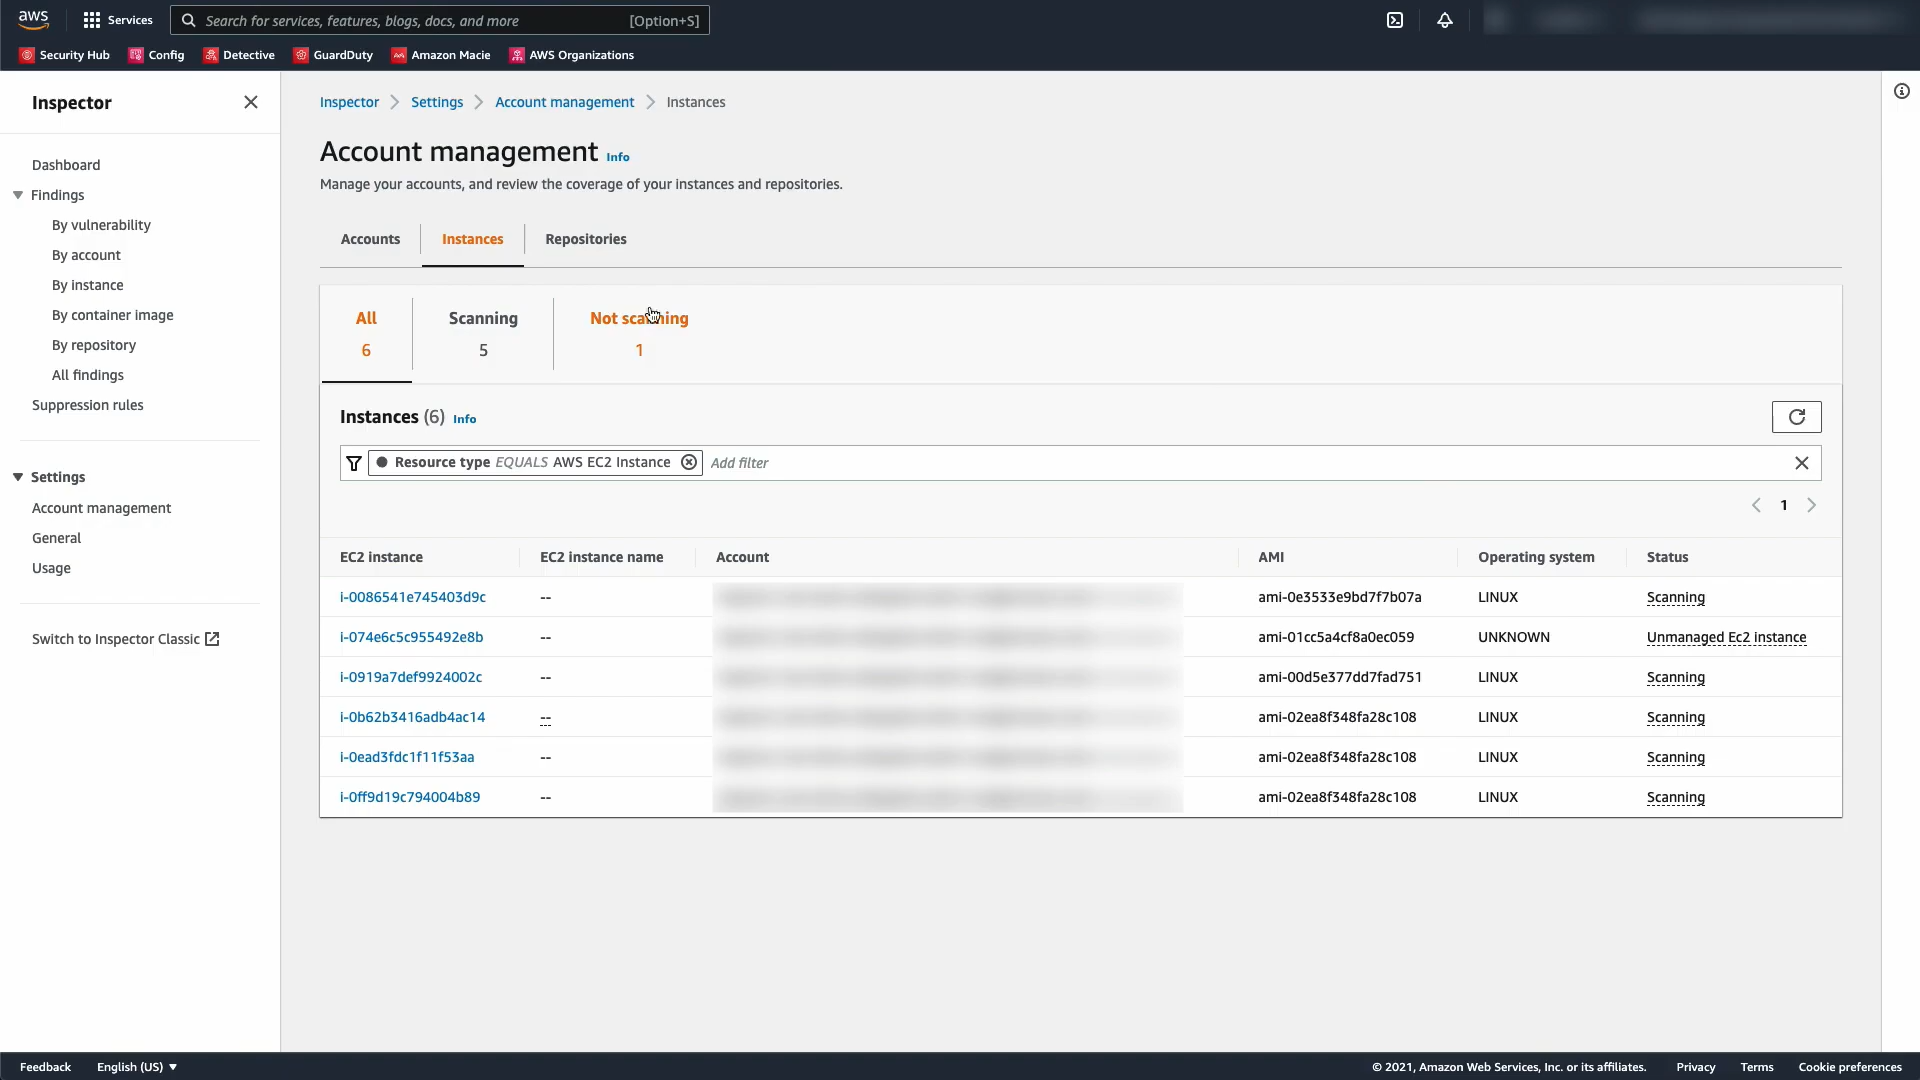 aws Services Search for services, features, blogs, docs, and more [Option+S]
Security Hub Config Detective GuardDuty Amazon Macie AWS Organizations
Inspector
Dashboard
Findings
By vulnerability
By account
By instance
By container image
By repository
All findings
Suppression rules
Settings
Account management
General
Usage
Switch to Inspector Classic
Inspector Settings Account management Instances
Account management Info
Manage your accounts, and review the coverage of your instances and repositories.
Accounts Instances Repositories
All Scanning Not scanning
6 5 1
Instances (6) Info
Resource type EQUALS AWS EC2 Instance Add filter
1
EC2 instance EC2 instance name Account AMI Operating system Status
i-0086541e745403d9c -- ami-0e3533e9bd7f7b07a LINUX Scanning
i-074e6c5c955492e8b -- ami-01cc5a4cf8a0ec059 UNKNOWN Unmanaged Ec2 instance
i-0919a7def9924002c -- ami-00d5e377dd7fad751 LINUX Scanning
i-0b62b3416adb4ac14 -- ami-02ea8f348fa28c108 LINUX Scanning
i-0ead3fdc1f11f53aa -- ami-02ea8f348fa28c108 LINUX Scanning
i-0ff9d19c794004b89 -- ami-02ea8f348fa28c108 LINUX Scanning
Feedback English (US) © 2021, Amazon Web Services, Inc. or its affiliates. Privacy Terms Cookie preferences